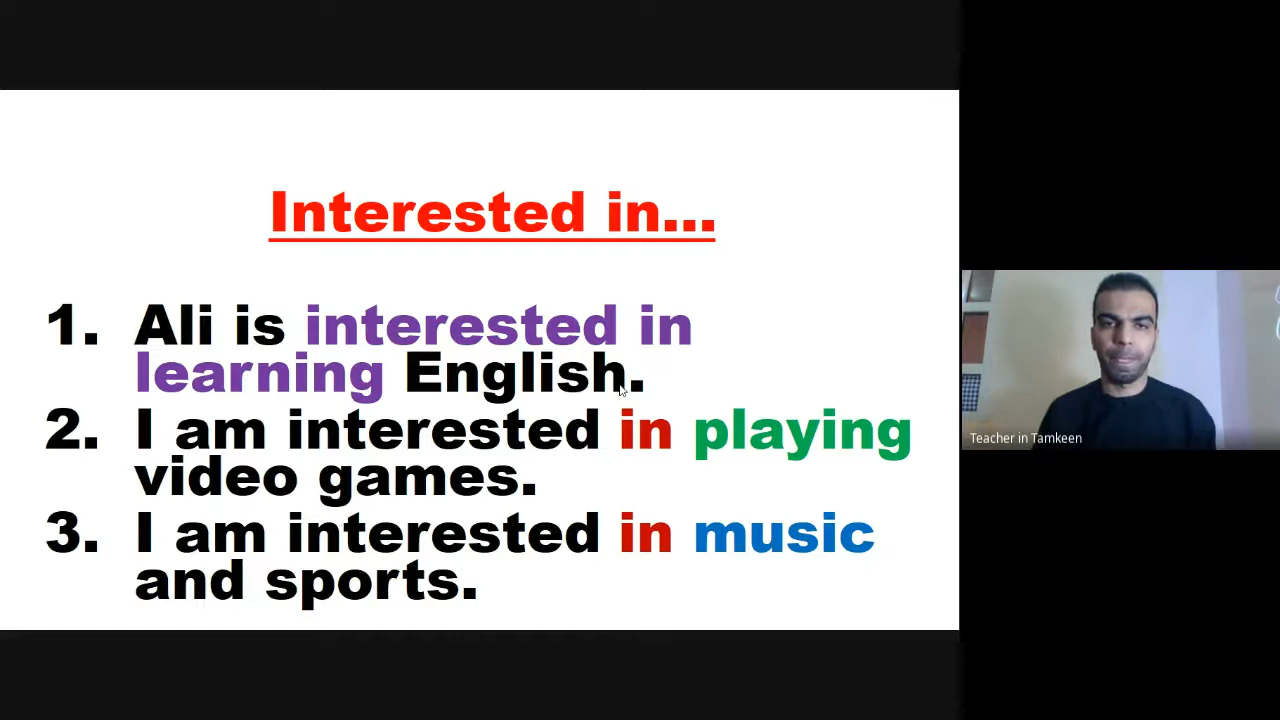 Interested in...
1. Ali is interested in
learning English.
2. I am interested in playing
video games.
3. I am interested in music
and sports.
Teacher in Tamkeen